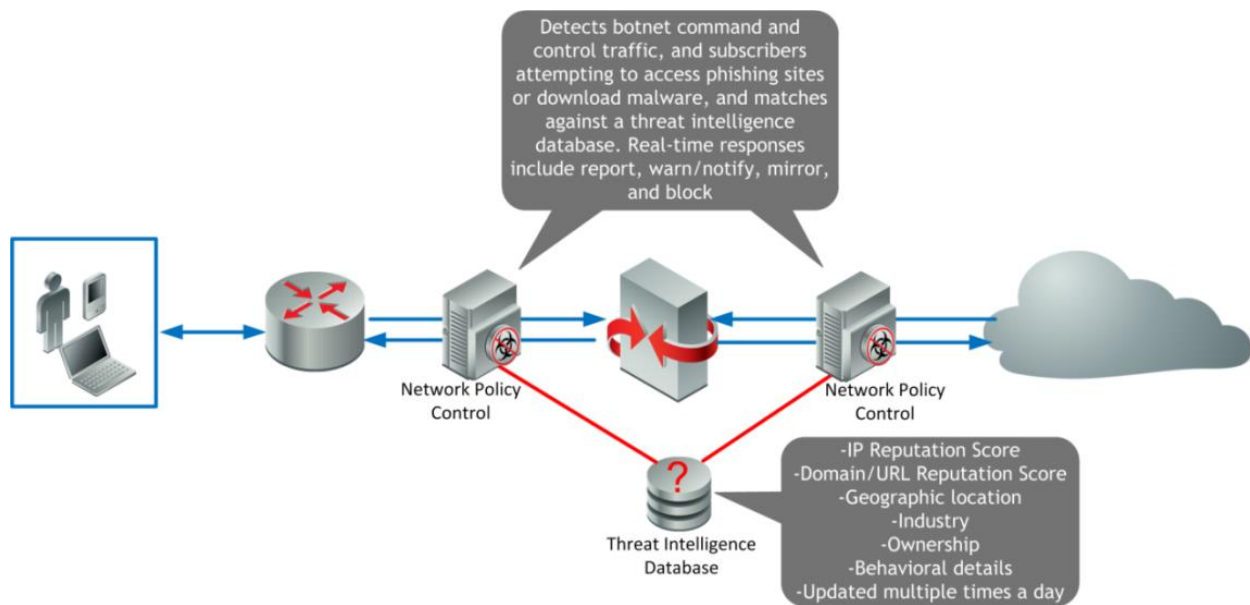 Detects botnet command and
control traffic, and subscribers
attempting to access phishing sites
or download malware, and matches
against a threat intelligence
database. Real-time responses
include report, warn/notify, mirror,
and block
Network Policy
Control
Network Policy
Control
?
Threat Intelligence
Database
-IP Reputation Score
-Domain/URL Reputation Score
-Geographic location
-Industry
-Ownership
-Behavioral details
-Updated multiple times a day